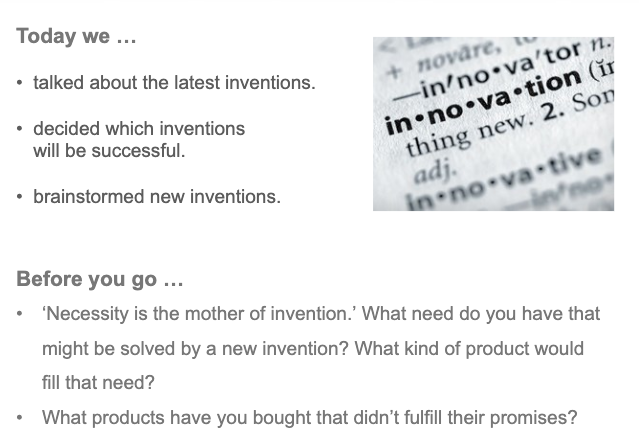 Today we …
• talked about the latest inventions.
• decided which inventions
will be successful.
• brainstormed new inventions.
novāre,
—in′no•va′tor n.
in•no•va•tion (ĭn
thing new. 2. Som
adj.
in•no•va•tive
Before you go …
• ‘Necessity is the mother of invention.’ What need do you have that
might be solved by a new invention? What kind of product would
fill that need?
• What products have you bought that didn’t fulfill their promises?